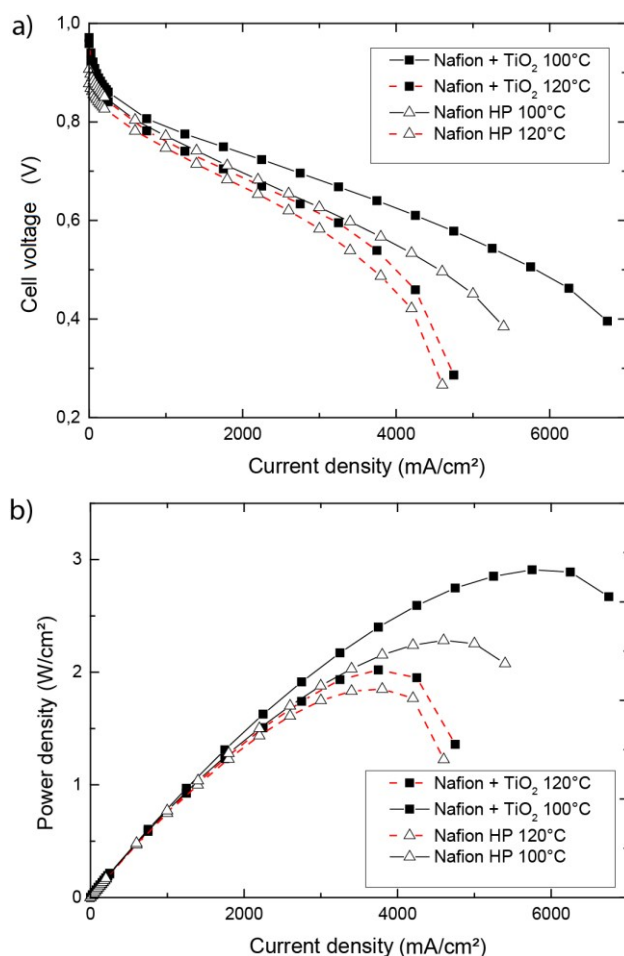 a)
1,0
0,8
0,6
0,4
0,2
Cell voltage (V)
Nafion + TiO₂ 100°C
Nafion + TiO₂ 120°C
Nafion HP 100°C
Nafion HP 120°C
0 2000 4000 6000
Current density (mA/cm²)
b)
3
2
1
0
Power density (W/cm²)
Nafion + TiO₂ 120°C
Nafion + TiO₂ 100°C
Nafion HP 120°C
Nafion HP 100°C
0 2000 4000 6000
Current density (mA/cm²)